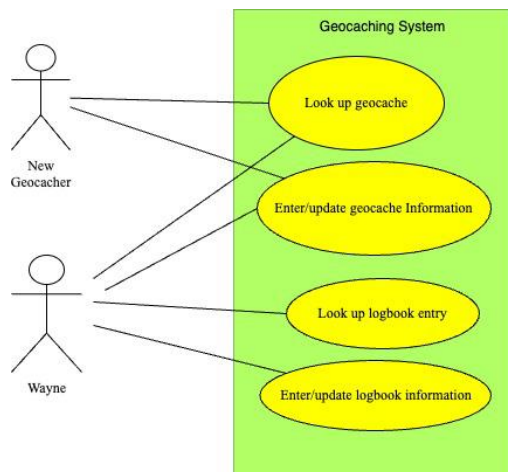 Geocaching System
Look up geocache
New
Geocacher
Enter/update geocache Information
Look up logbook entry
Wayne
Enter/update logbook information